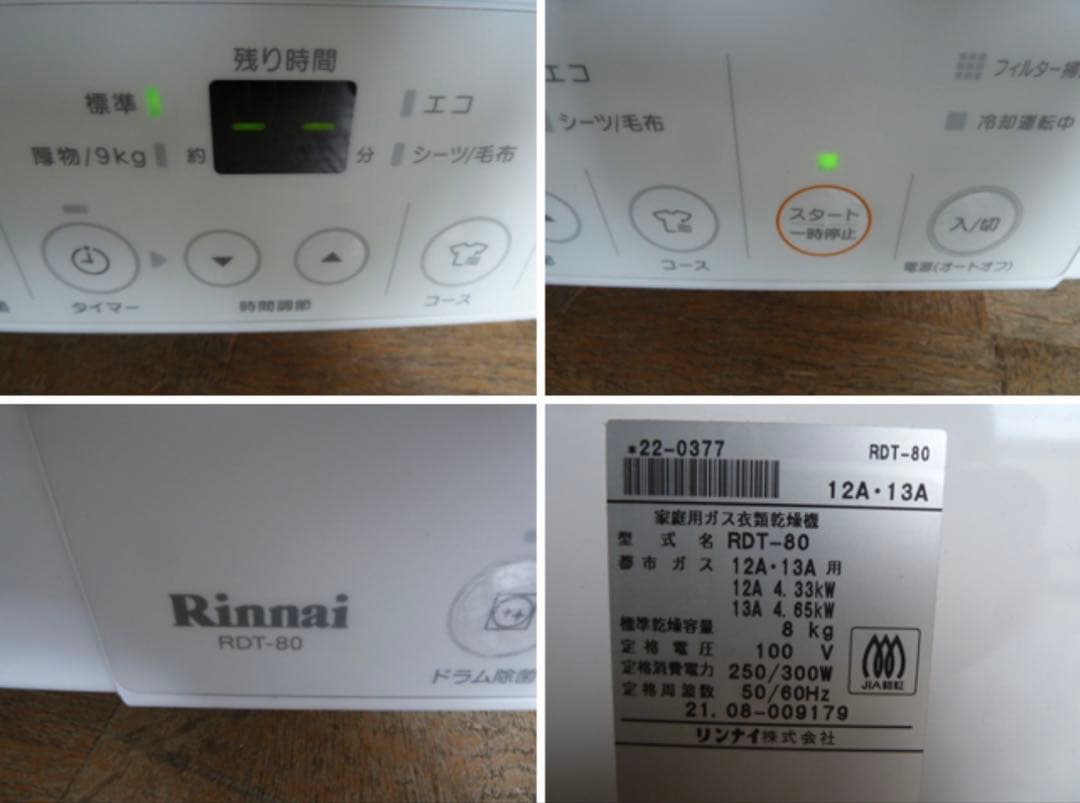 残り時間
標準
エコ
厚物/9kg
約
分
シーツ/毛布
タイマー
時間調節
コース
エコ
フィルター掃
シーツ/毛布
冷却運転中
スタート
一時停止
入/切
コース
電源(オートオフ)
Rinnai
RDT-80
ドラム除菌
*22-0377
RDT-80
12A・13A
家庭用ガス衣類乾燥機
型式名 RDT-80
都市ガス 12A・13A 用
12A 4.33kW
13A 4.65kW
標準乾燥容量 8 kg
定格電圧 100 V
定格消費電力 250/300W
定格周波数 50/60Hz
21.08-009179
リンナイ株式会社
JIA認証